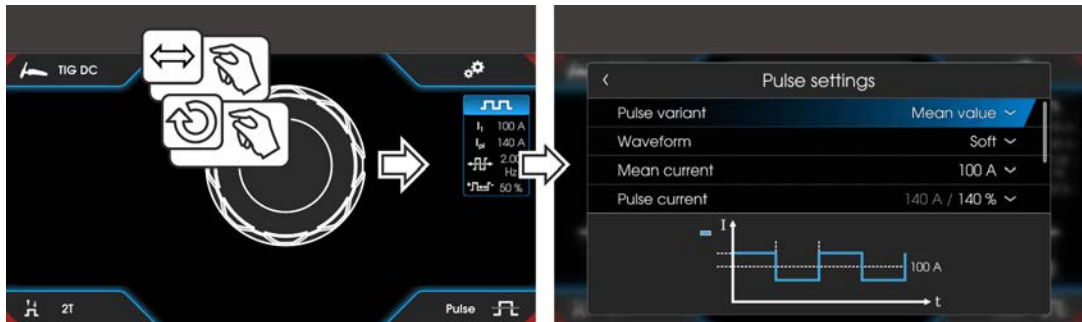 TIG DC
I₁ 100 A
Ipl 140 A
2.00
Hz
50 %
2T
Pulse
Pulse settings
Pulse variant Mean value
Waveform Soft
Mean current 100 A
Pulse current 140 A / 140 %
I
100 A
t